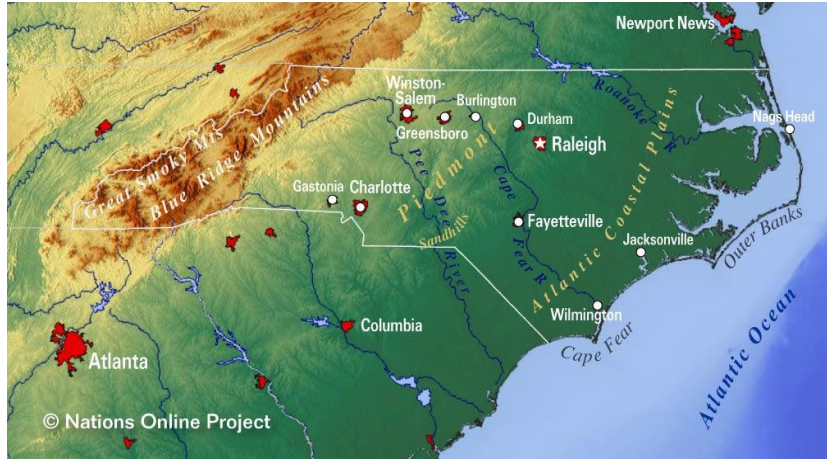 Newport News
Winston-
Salem
Burlington
Greensboro
Durham
Raleigh
Roanoke R
Nags Head
Great Smoky Mts
Blue Ridge Mountains
Piedmont
Atlantic Coastal Plains
Gastonia
Charlotte
Pee Dee River
Sandhills
Cape Fear R
Fayetteville
Jacksonville
Outer Banks
Wilmington
Cape Fear
Columbia
Atlanta
Atlantic Ocean
© Nations Online Project